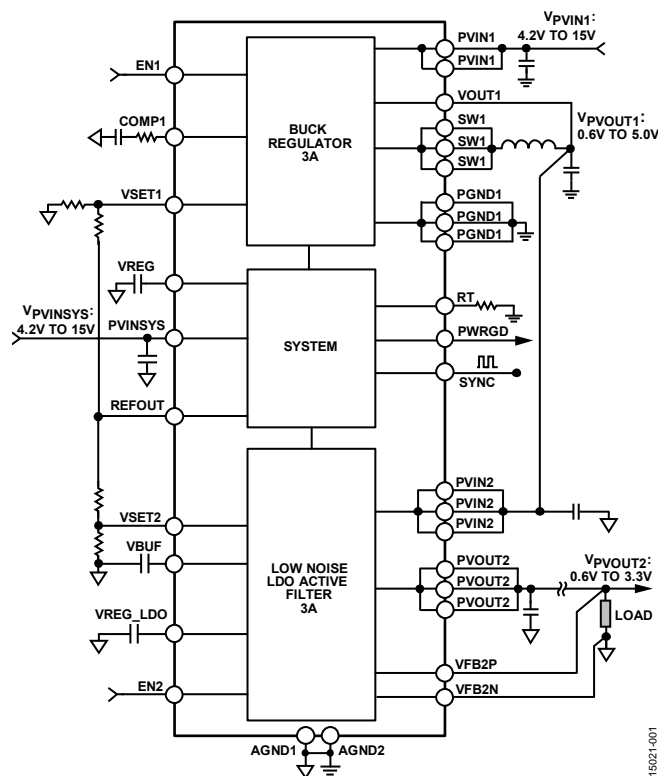 EN1
COMP1
VSET1
VREG
VPVINSYS:
4.2V TO 15V
PVINSYS
REFOUT
VSET2
VBUF
VREG_LDO
EN2
BUCK
REGULATOR
3A
SYSTEM
LOW NOISE
LDO ACTIVE
FILTER
3A
PVIN1
PVIN1
VPVIN1:
4.2V TO 15V
VOUT1
SW1
SW1
SW1
VPVOUT1:
0.6V TO 5.0V
PGND1
PGND1
PGND1
RT
PWRGD
SYNC
PVIN2
PVIN2
PVIN2
PVOUT2
PVOUT2
PVOUT2
VPVOUT2:
0.6V TO 3.3V
LOAD
VFB2P
VFB2N
AGND1
AGND2
15021-001